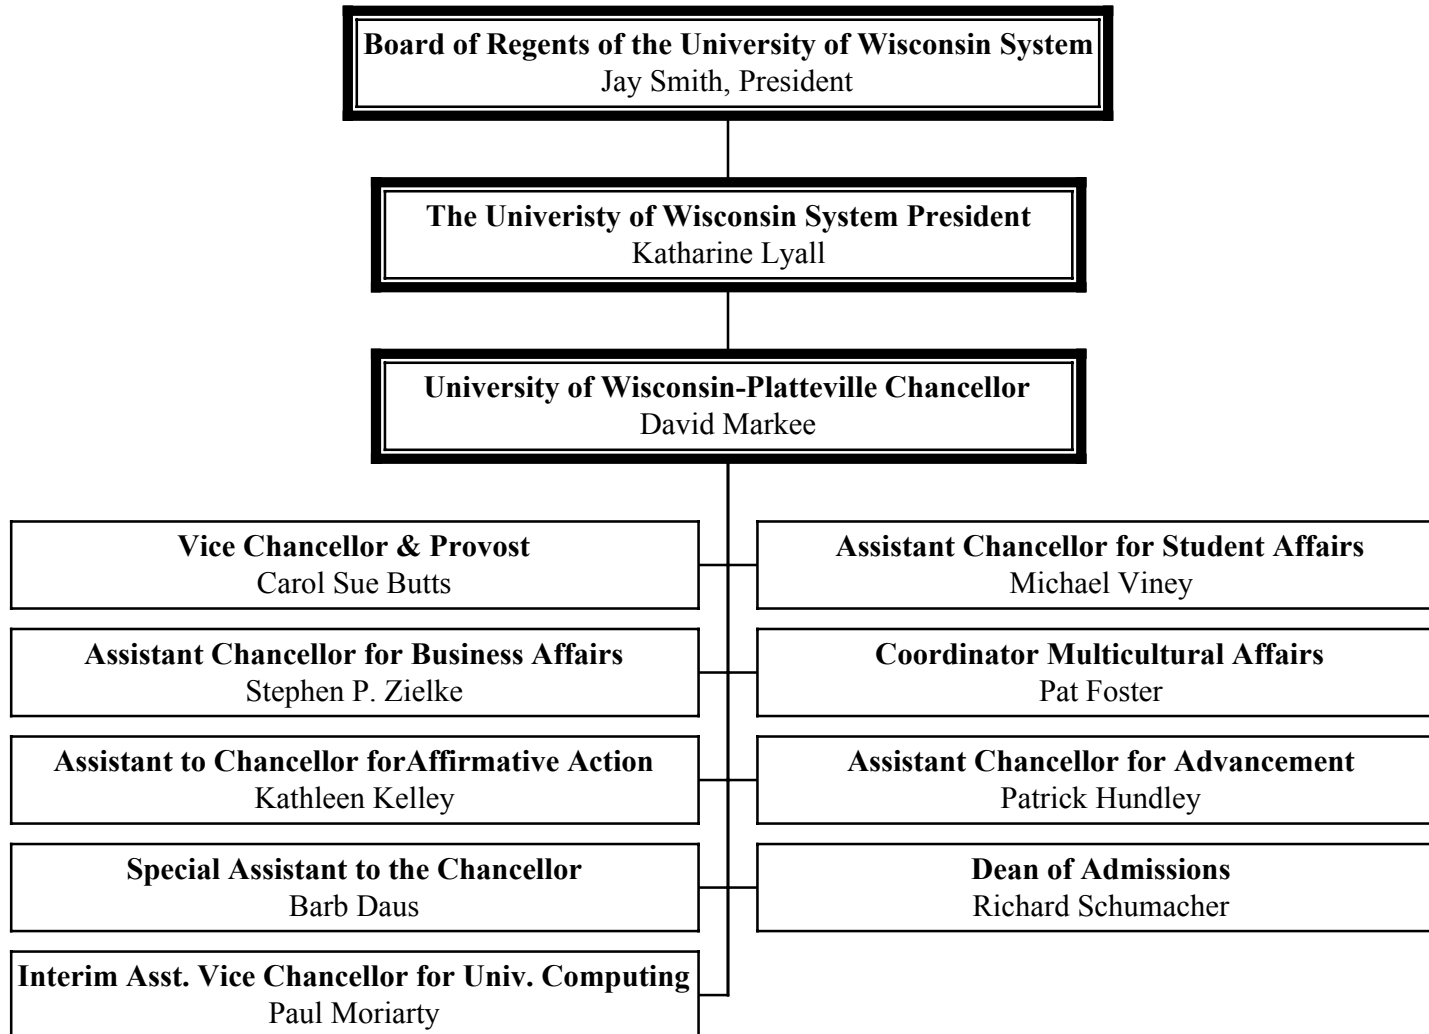 Board of Regents of the University of Wisconsin System
Jay Smith, President
The Univeristy of Wisconsin System President
Katharine Lyall
University of Wisconsin-Platteville Chancellor
David Markee
Vice Chancellor & Provost
Carol Sue Butts
Assistant Chancellor for Student Affairs
Michael Viney
Assistant Chancellor for Business Affairs
Stephen P. Zielke
Coordinator Multicultural Affairs
Pat Foster
Assistant to Chancellor forAffirmative Action
Kathleen Kelley
Assistant Chancellor for Advancement
Patrick Hundley
Special Assistant to the Chancellor
Barb Daus
Dean of Admissions
Richard Schumacher
Interim Asst. Vice Chancellor for Univ. Computing
Paul Moriarty